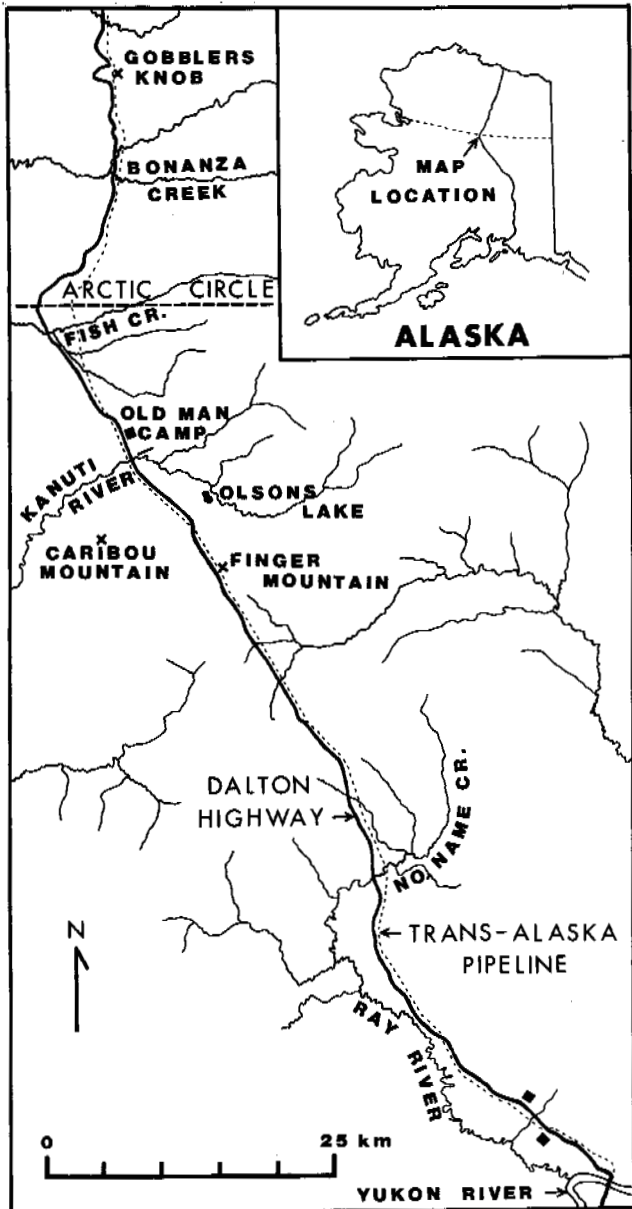 GOBBLERS
KNOB
BONANZA
CREEK
MAP
LOCATION
ALASKA
ARCTIC CIRCLE
FISH CR.
OLD MAN
CAMP
KANUTI
RIVER
OLSONS
LAKE
CARIBOU
MOUNTAIN
FINGER
MOUNTAIN
DALTON
HIGHWAY
NO NAME CR.
N
TRANS-ALASKA
PIPELINE
RAY RIVER
0 25 km
YUKON RIVER